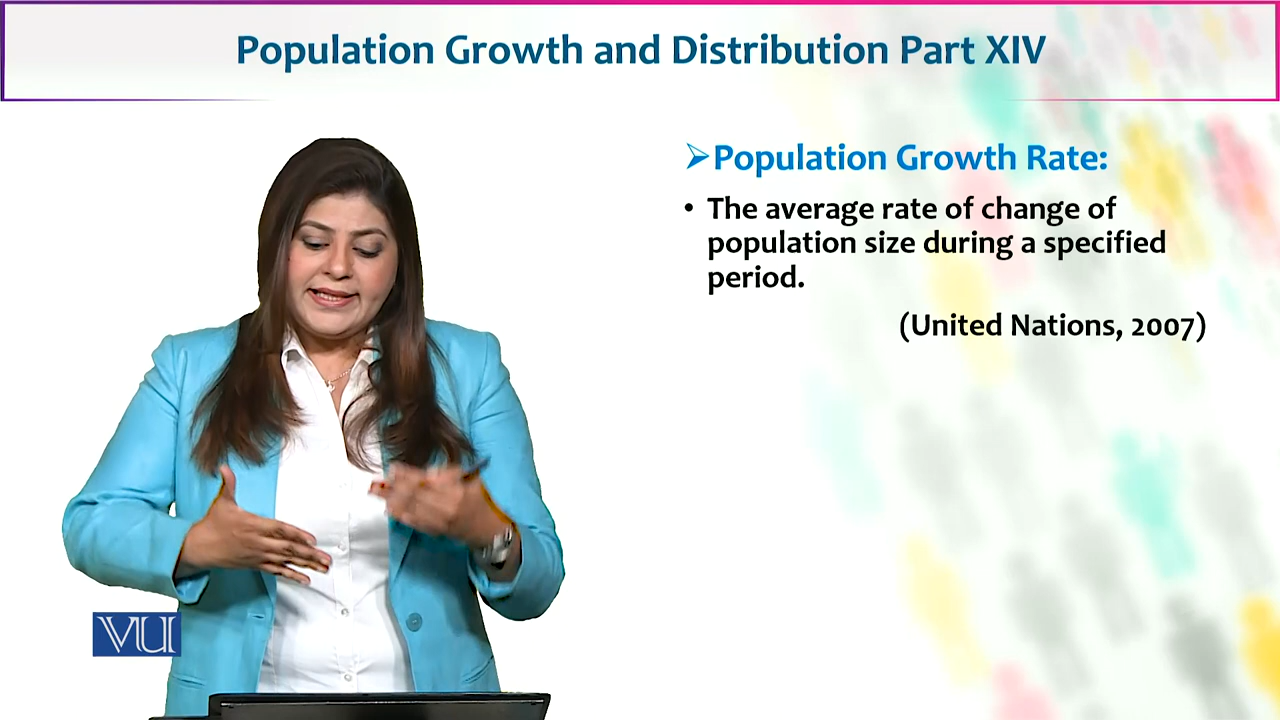 Population Growth and Distribution Part XIV
➢Population Growth Rate:
• The average rate of change of
population size during a specified
period.
(United Nations, 2007)
VU